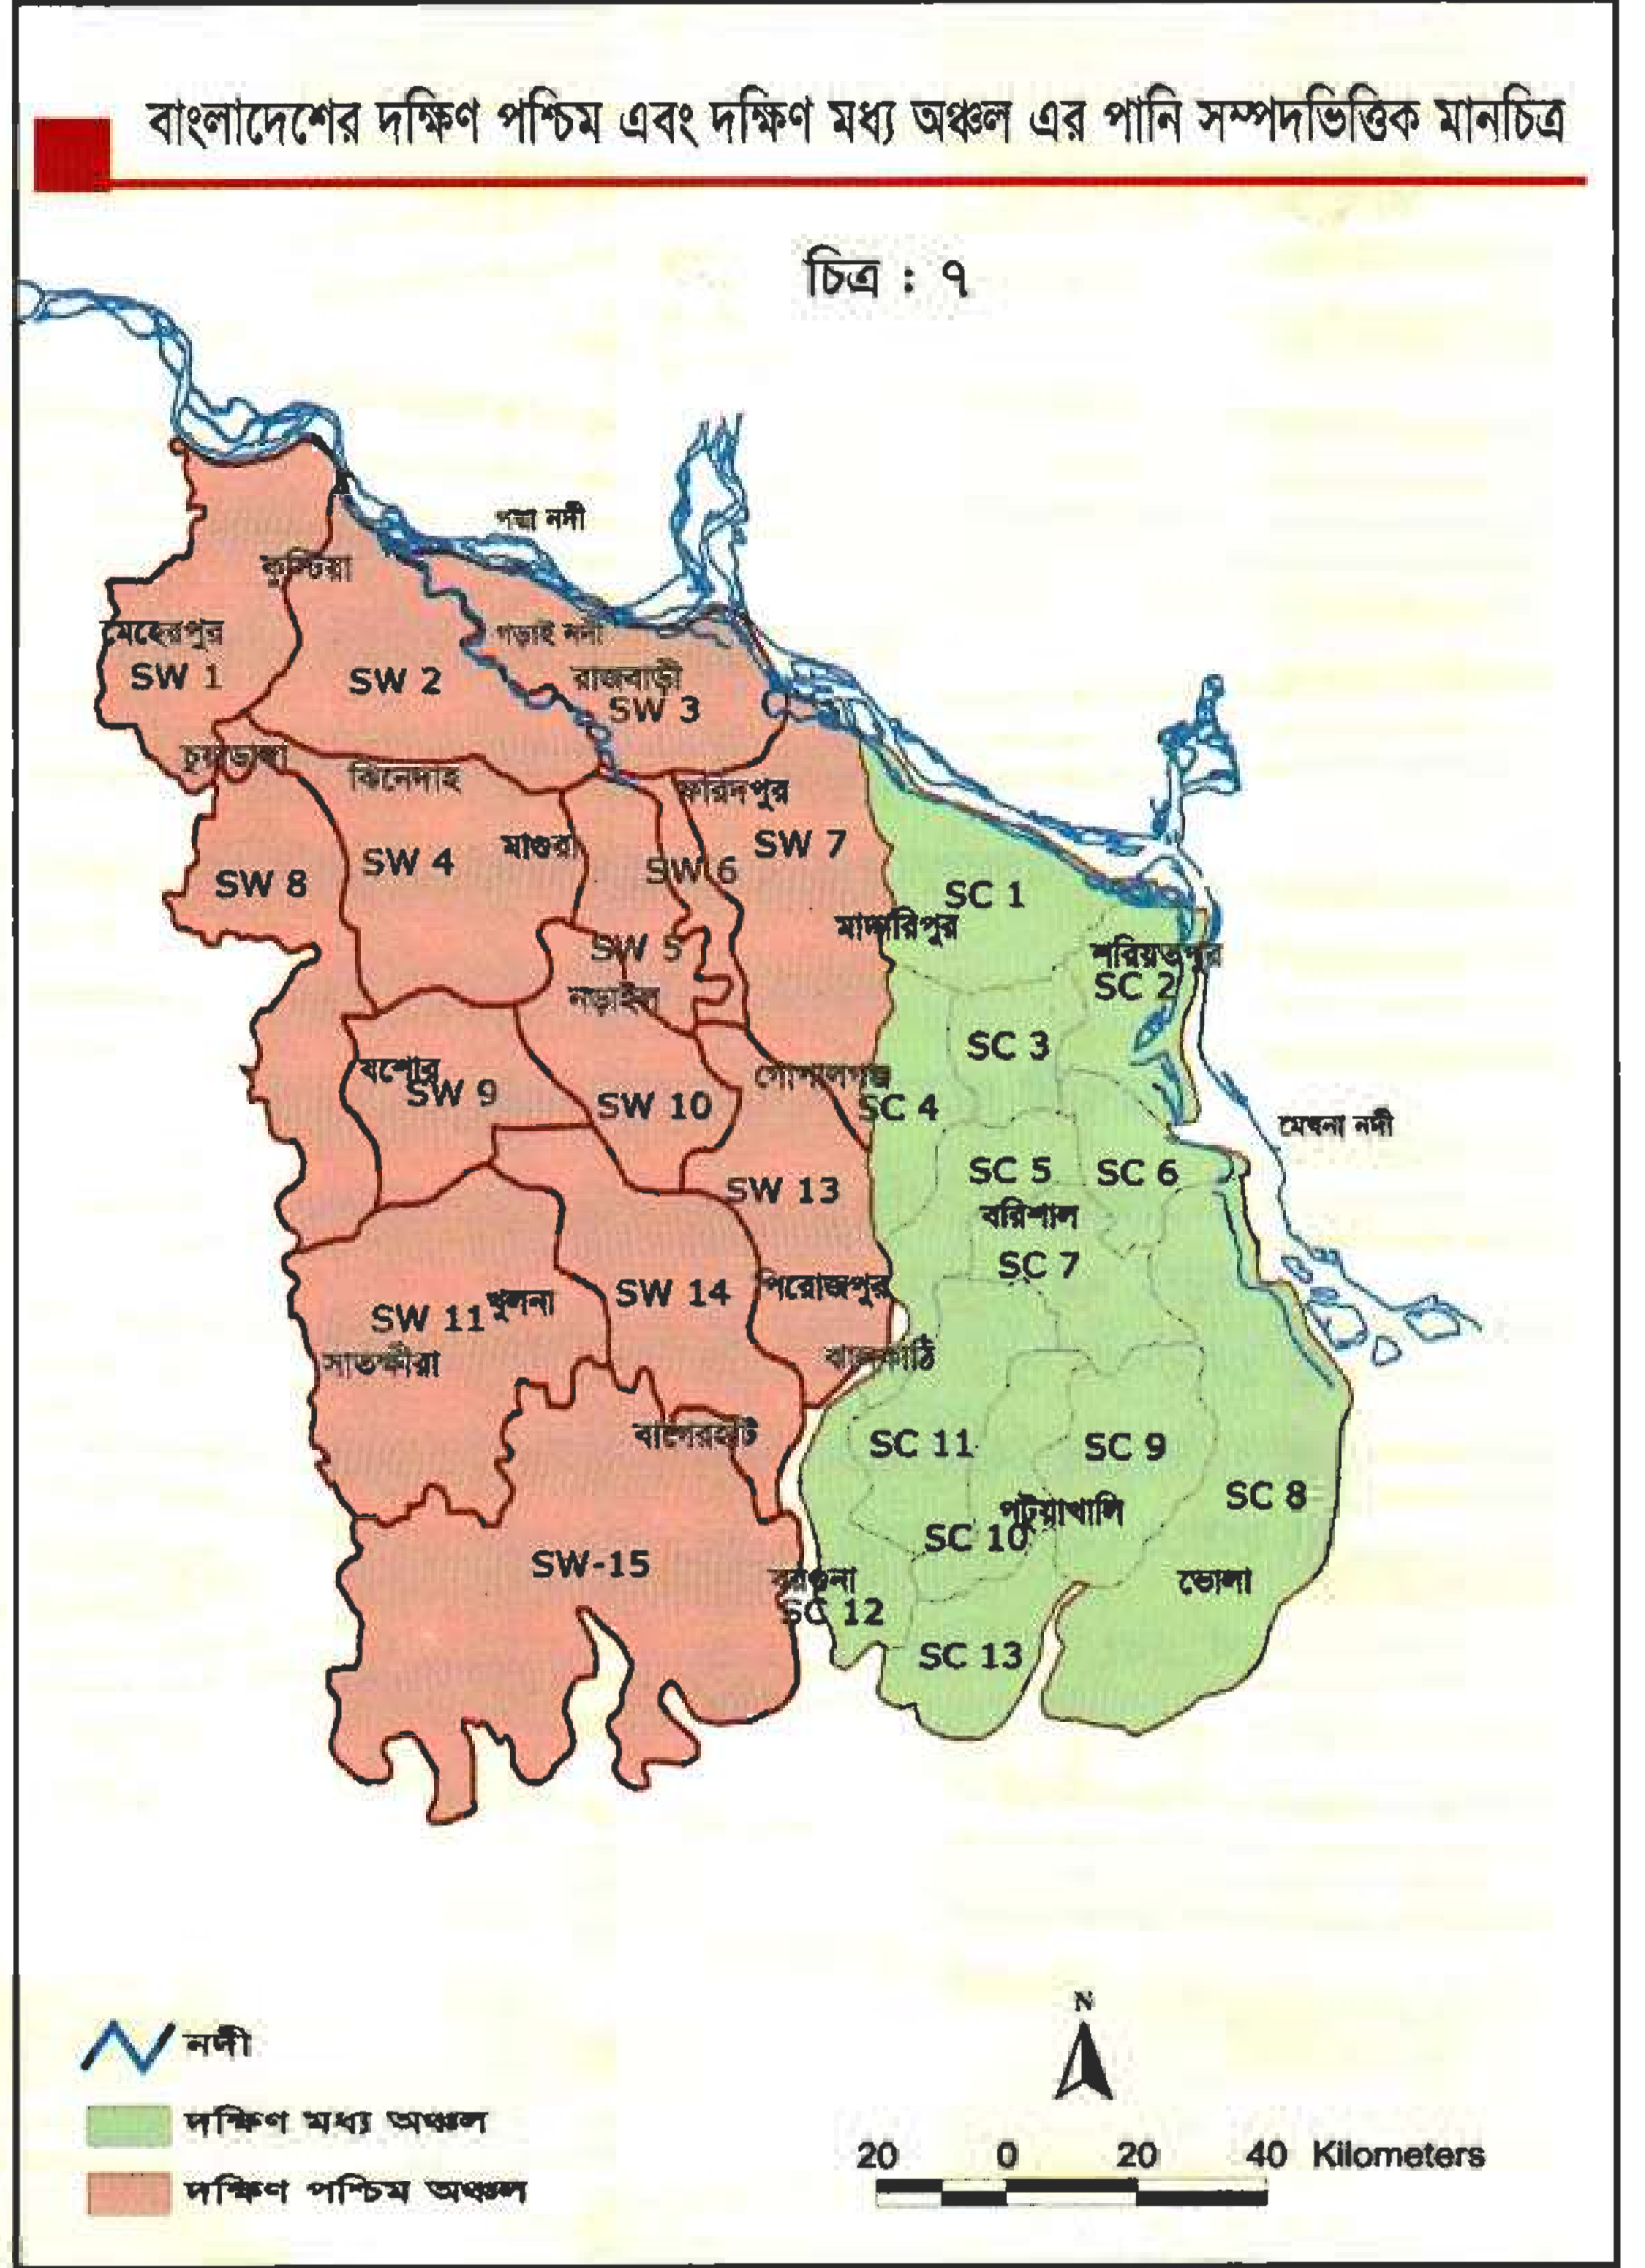 বাংলাদেশের দক্ষিণ পশ্চিম এবং দক্ষিণ মধ্য অঞ্চল এর পানি সম্পদভিত্তিক মানচিত্র
চিত্র : ৭
পদ্মা নদী
কুস্টিয়া
মেহেরপুর
গড়াই নদী
SW 1
SW 2
রাজবাড়ী
SW 3
চুয়াডাঙ্গা
ঝিনেদাহ
ফরিদপুর
SW 4
মাগুরা
SW 6
SW 7
SW 8
SC 1
মাদারিপুর
SW 5
শরিয়তপুর
SC 2
নড়াইল
SC 3
যশোর
SW 9
গোপালগঞ্জ
SW 10
SC 4
মেঘনা নদী
SC 5
SC 6
SW 13
বরিশাল
SC 7
SW 14
পিরোজপুর
SW 11
খুলনা
সাতক্ষীরা
ঝালকাঠি
বাগেরহাট
SC 11
SC 9
SC 8
পটুয়াখালি
SC 10
SW-15
বরগুনা
ভোলা
SC 12
SC 13
N
নদী
দক্ষিণ মধ্য অঞ্চল
দক্ষিণ পশ্চিম অঞ্চল
20 0 20 40 Kilometers